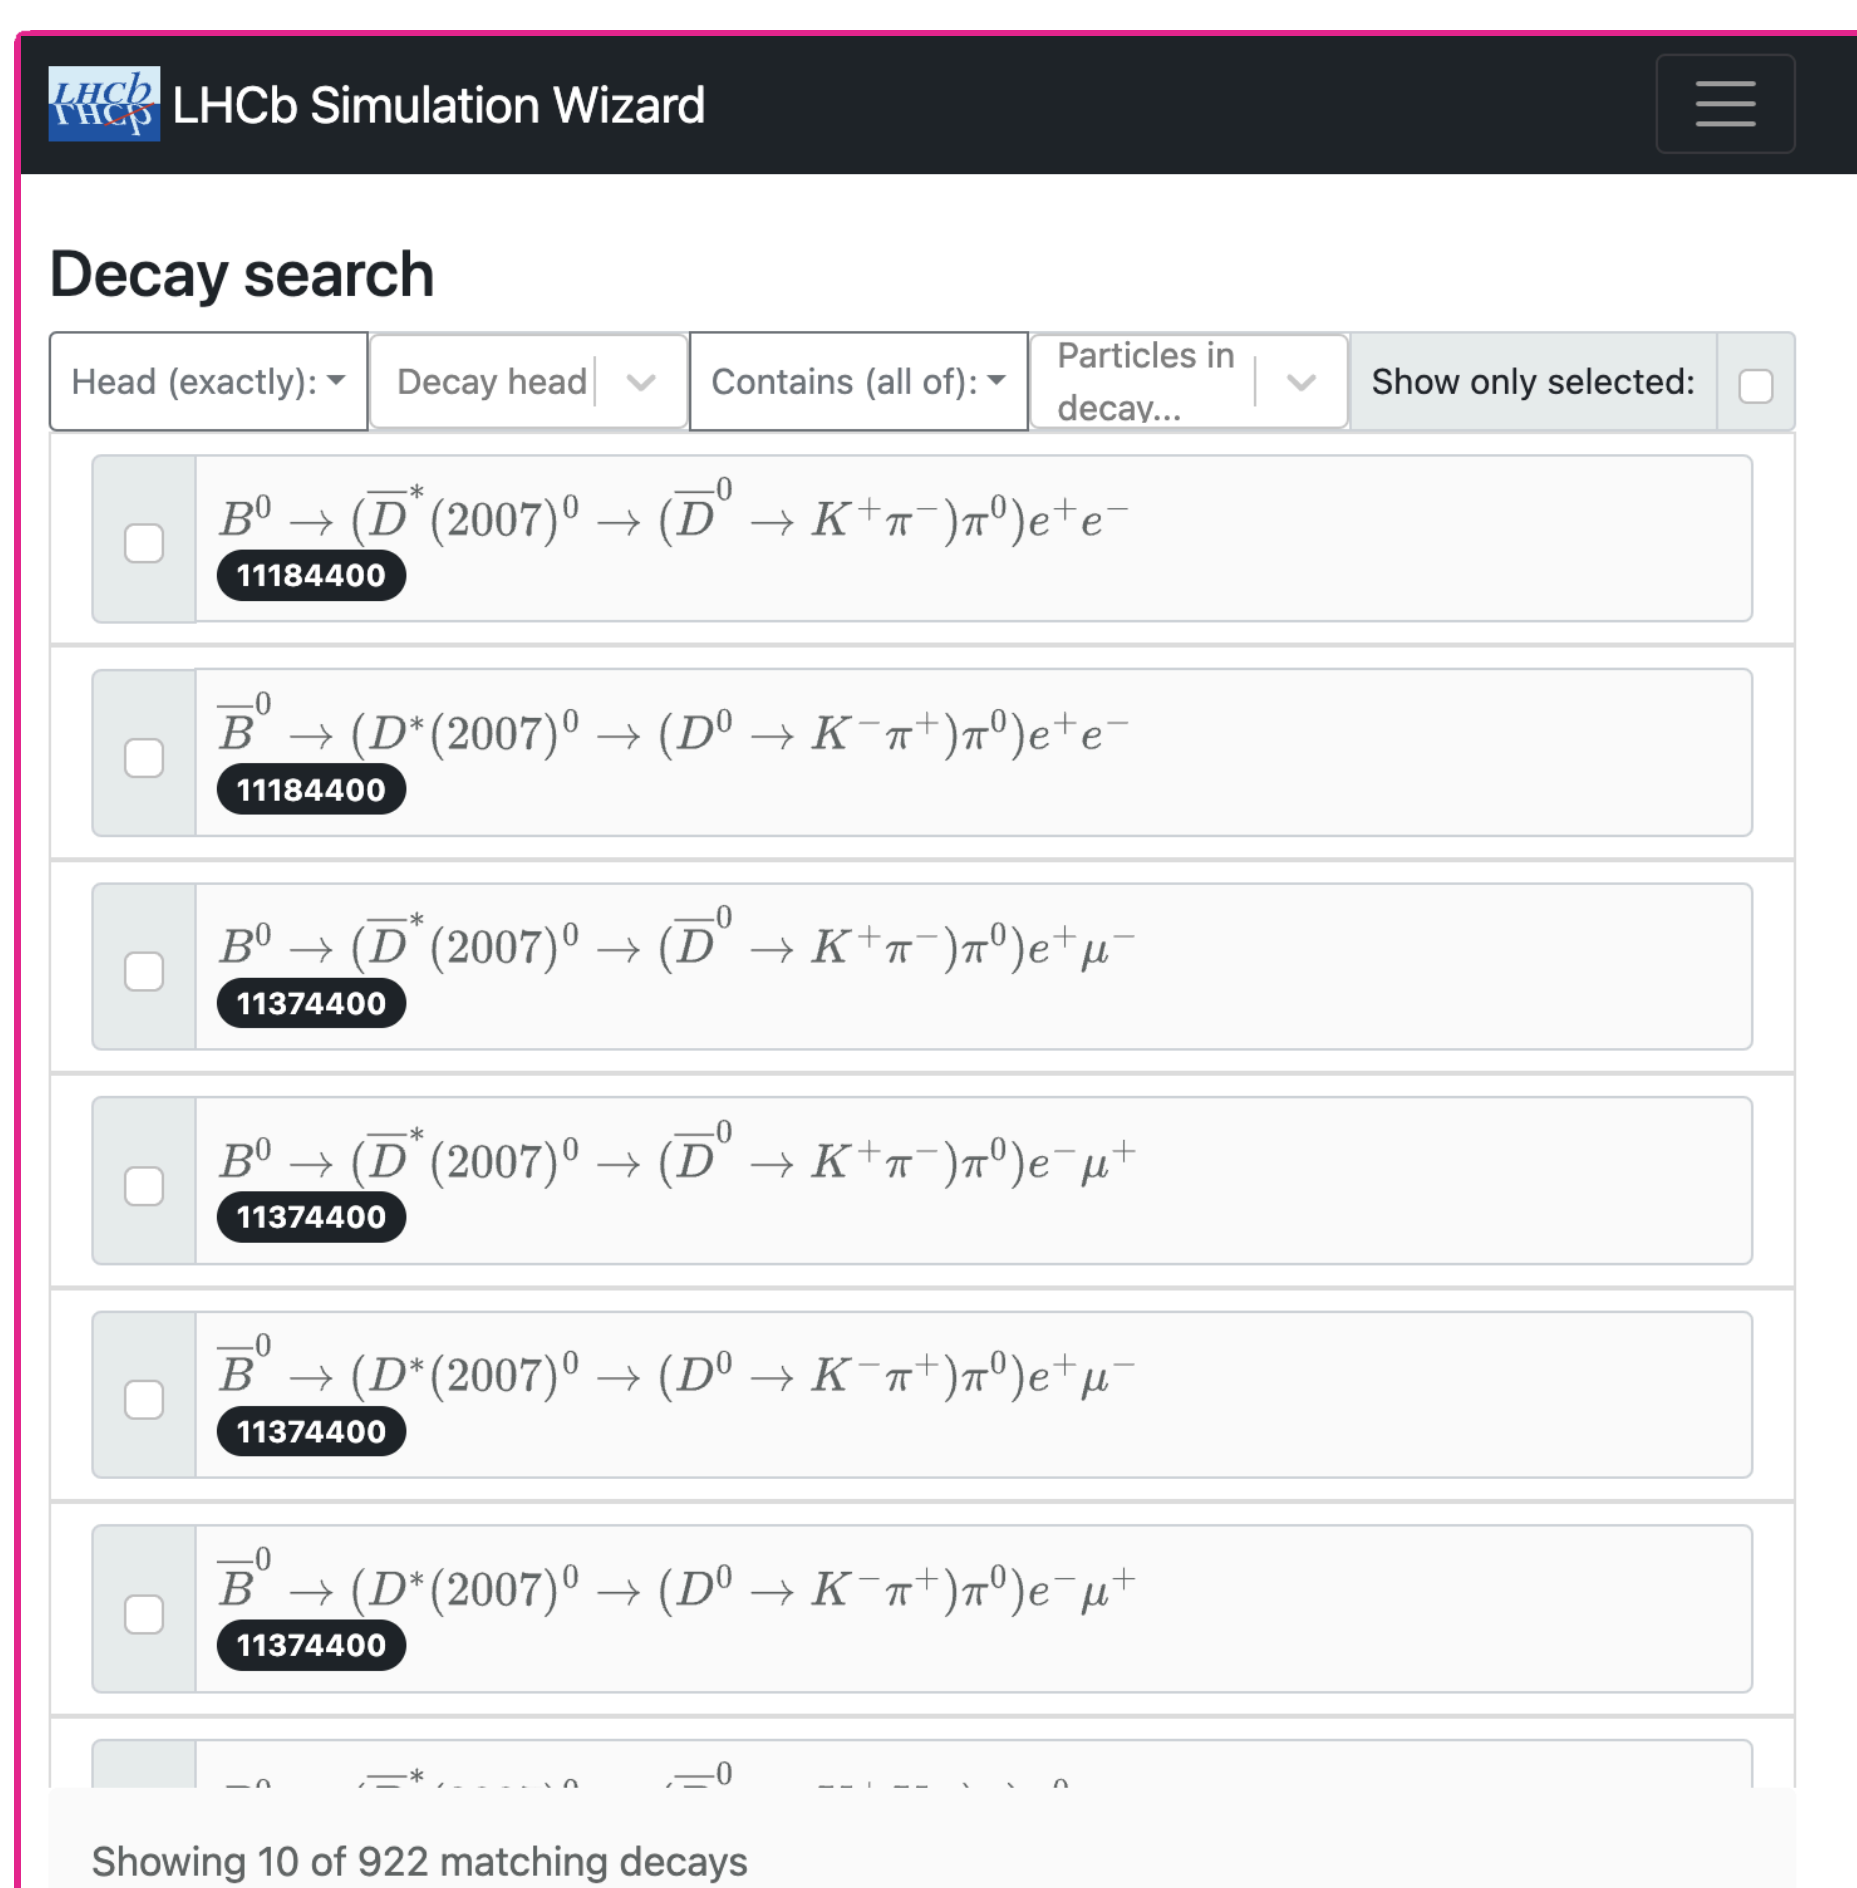 LHCb LHCb Simulation Wizard
Decay search
Head (exactly): Decay head Contains (all of): Particles in decay... Show only selected:
B⁰ → (D̅*(2007)⁰ → (D̅⁰ → K⁺π⁻)π⁰)e⁺e⁻
11184400
B̅⁰ → (D*(2007)⁰ → (D⁰ → K⁻π⁺)π⁰)e⁺e⁻
11184400
B⁰ → (D̅*(2007)⁰ → (D̅⁰ → K⁺π⁻)π⁰)e⁺μ⁻
11374400
B⁰ → (D̅*(2007)⁰ → (D̅⁰ → K⁺π⁻)π⁰)e⁻μ⁺
11374400
B̅⁰ → (D*(2007)⁰ → (D⁰ → K⁻π⁺)π⁰)e⁺μ⁻
11374400
B̅⁰ → (D*(2007)⁰ → (D⁰ → K⁻π⁺)π⁰)e⁻μ⁺
11374400
Showing 10 of 922 matching decays